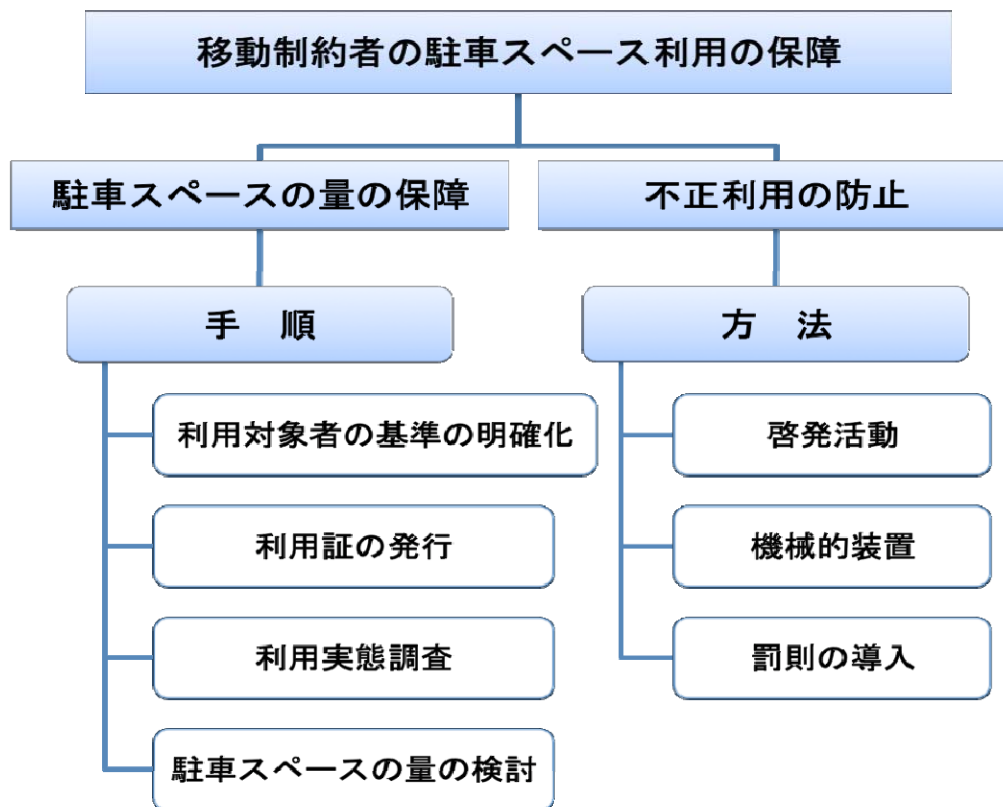 移動制約者の駐車スペース利用の保障
駐車スペースの量の保障
不正利用の防止
手　順
方　法
利用対象者の基準の明確化
利用証の発行
利用実態調査
駐車スペースの量の検討
啓発活動
機械的装置
罰則の導入